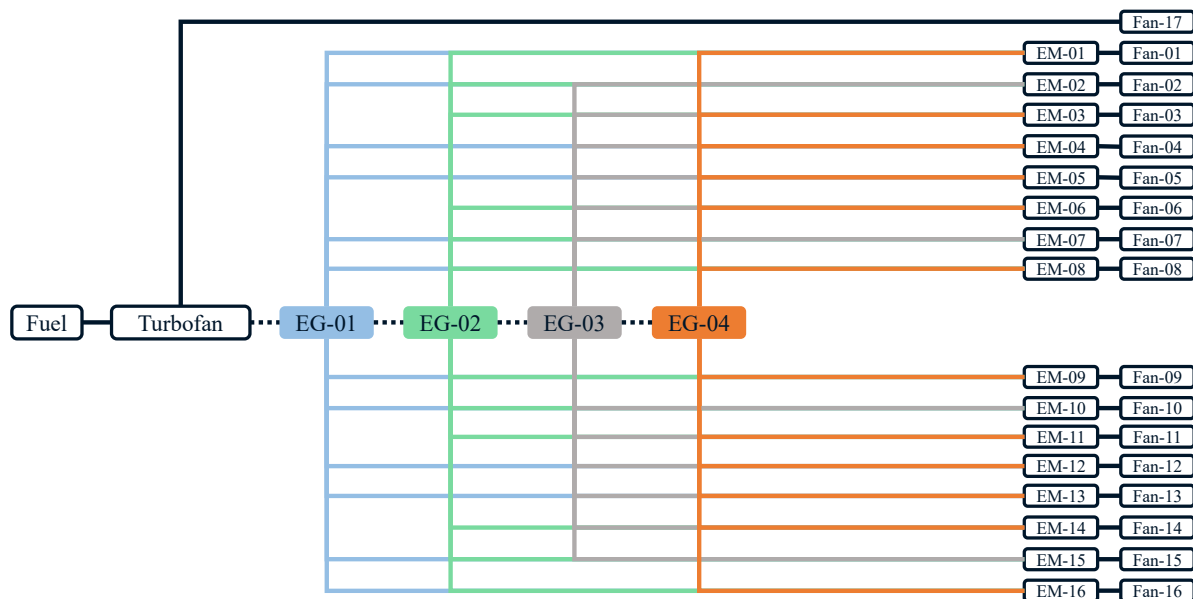 Fan-17
EM-01 Fan-01
EM-02 Fan-02
EM-03 Fan-03
EM-04 Fan-04
EM-05 Fan-05
EM-06 Fan-06
EM-07 Fan-07
EM-08 Fan-08
Fuel Turbofan EG-01 EG-02 EG-03 EG-04
EM-09 Fan-09
EM-10 Fan-10
EM-11 Fan-11
EM-12 Fan-12
EM-13 Fan-13
EM-14 Fan-14
EM-15 Fan-15
EM-16 Fan-16